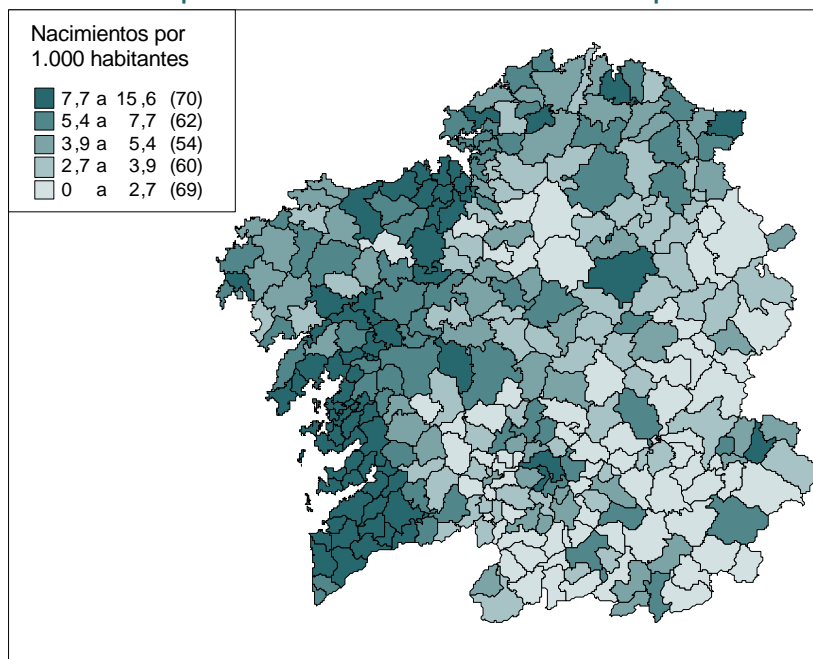 Nacimientos por
1.000 habitantes
7,7 a 15,6 (70)
5,4 a 7,7 (62)
3,9 a 5,4 (54)
2,7 a 3,9 (60)
0 a 2,7 (69)